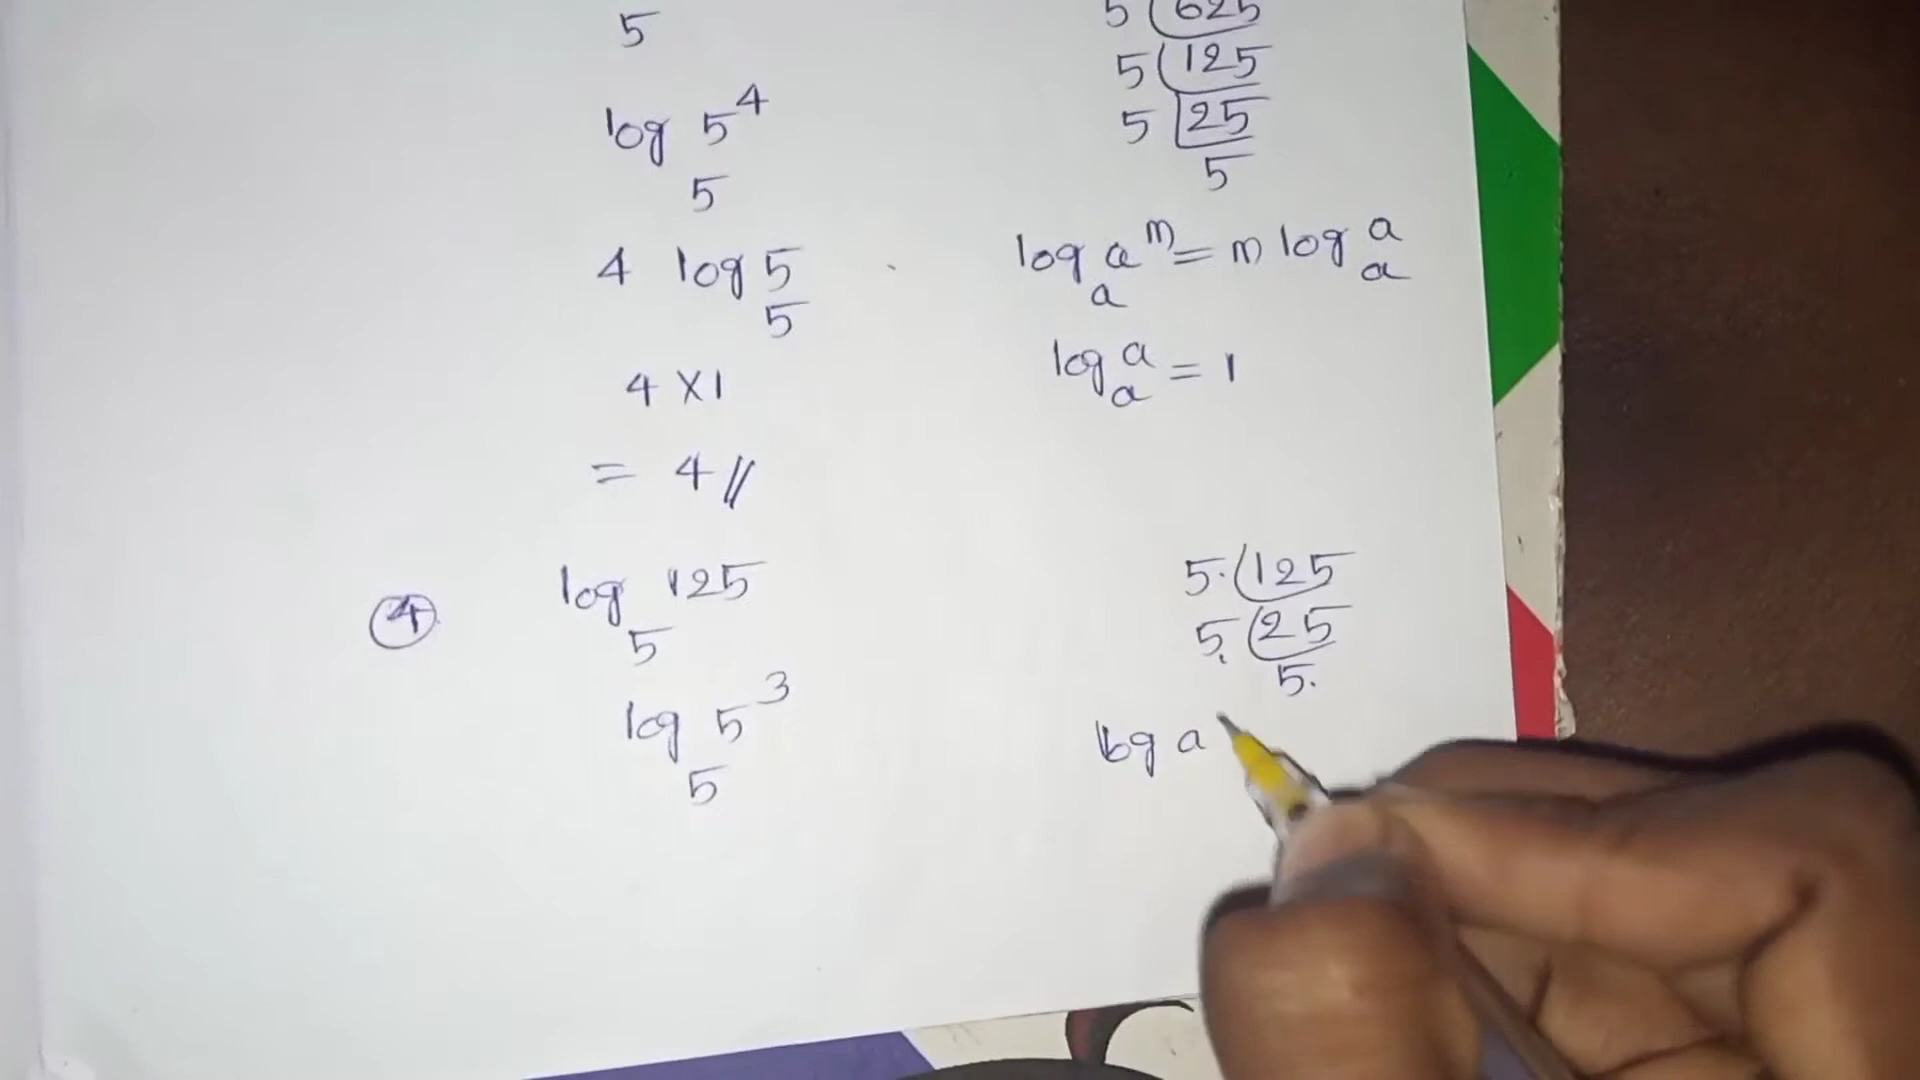 5
log 5^4
5
4 log 5
5
4 X 1
= 4 //
5 625
5 125
5 25
5
log a^m = m log a
a a
log a = 1
a
4 log 125
5
log 5^3
5
5. 125
5. 25
5.
log a